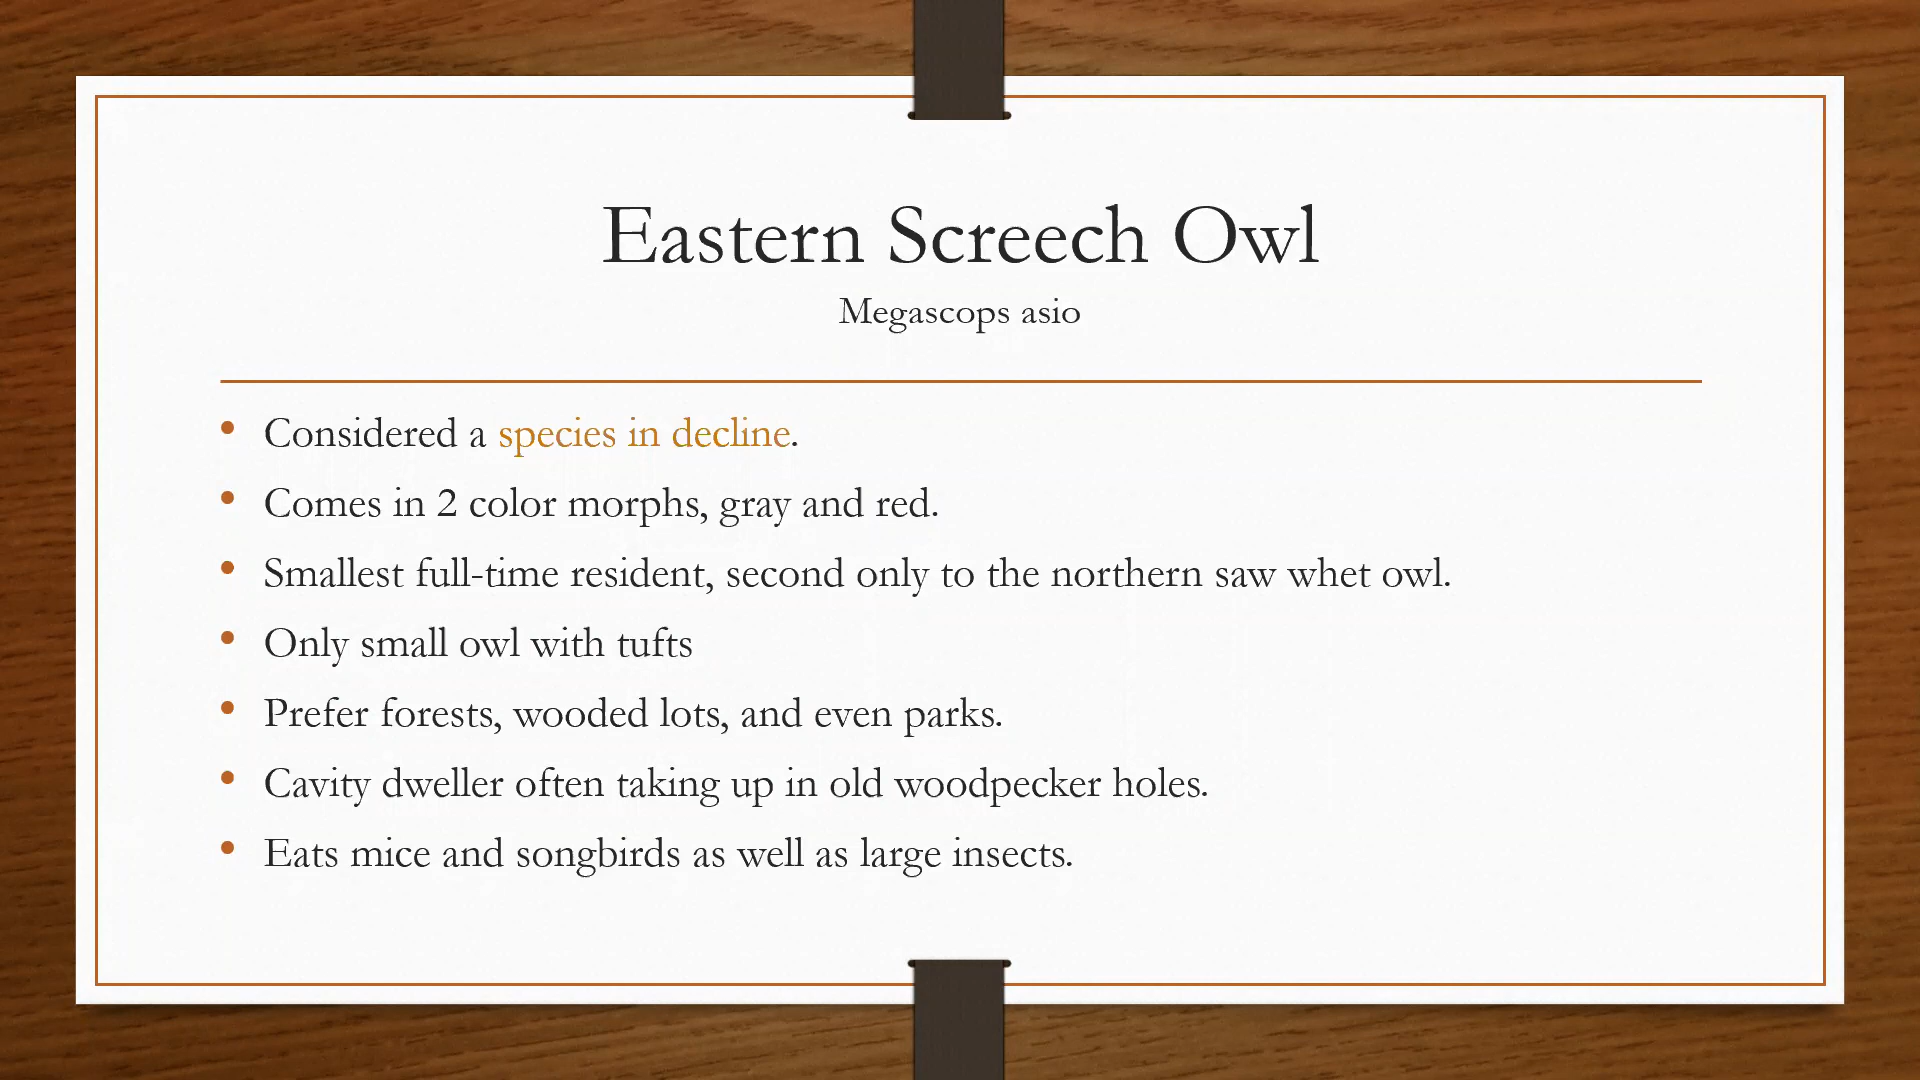 Eastern Screech Owl
Megascops asio
• Considered a species in decline.
• Comes in 2 color morphs, gray and red.
• Smallest full-time resident, second only to the northern saw whet owl.
• Only small owl with tufts
• Prefer forests, wooded lots, and even parks.
• Cavity dweller often taking up in old woodpecker holes.
• Eats mice and songbirds as well as large insects.